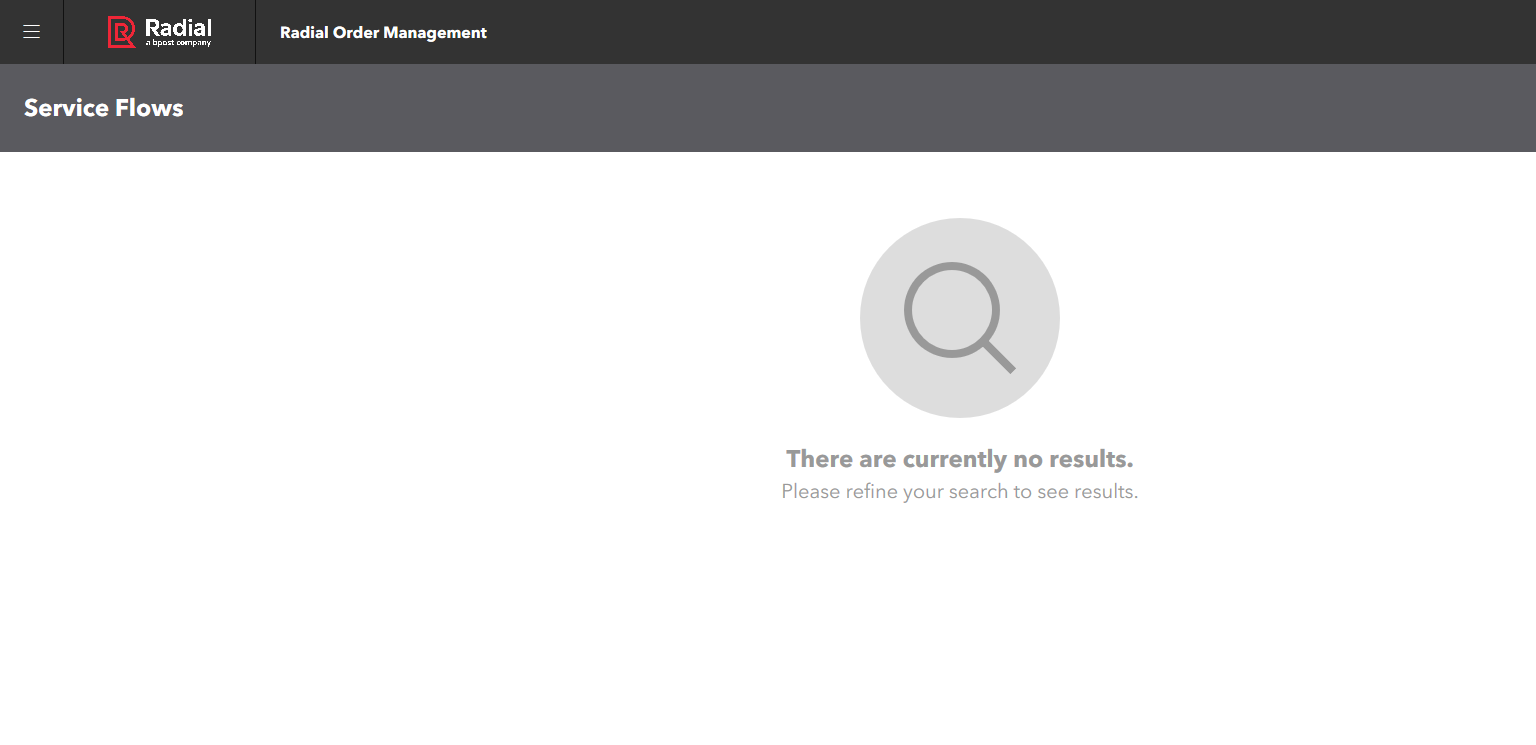 Radial
a bpost company
Radial Order Management
Service Flows
There are currently no results.
Please refine your search to see results.